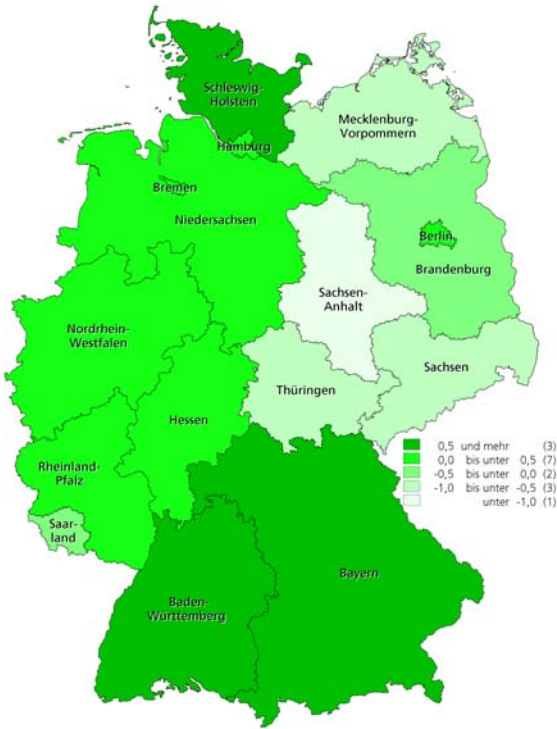 Schleswig-
Holstein
Mecklenburg-
Vorpommern
Hamburg
Bremen
Niedersachsen
Berlin
Brandenburg
Sachsen-
Anhalt
Nordrhein-
Westfalen
Sachsen
Thüringen
Hessen
0,5 und mehr (3)
0,0 bis unter 0,5 (7)
-0,5 bis unter 0,0 (2)
-1,0 bis unter -0,5 (3)
unter -1,0 (1)
Rheinland-
Pfalz
Saar-
land
Bayern
Baden-
Württemberg